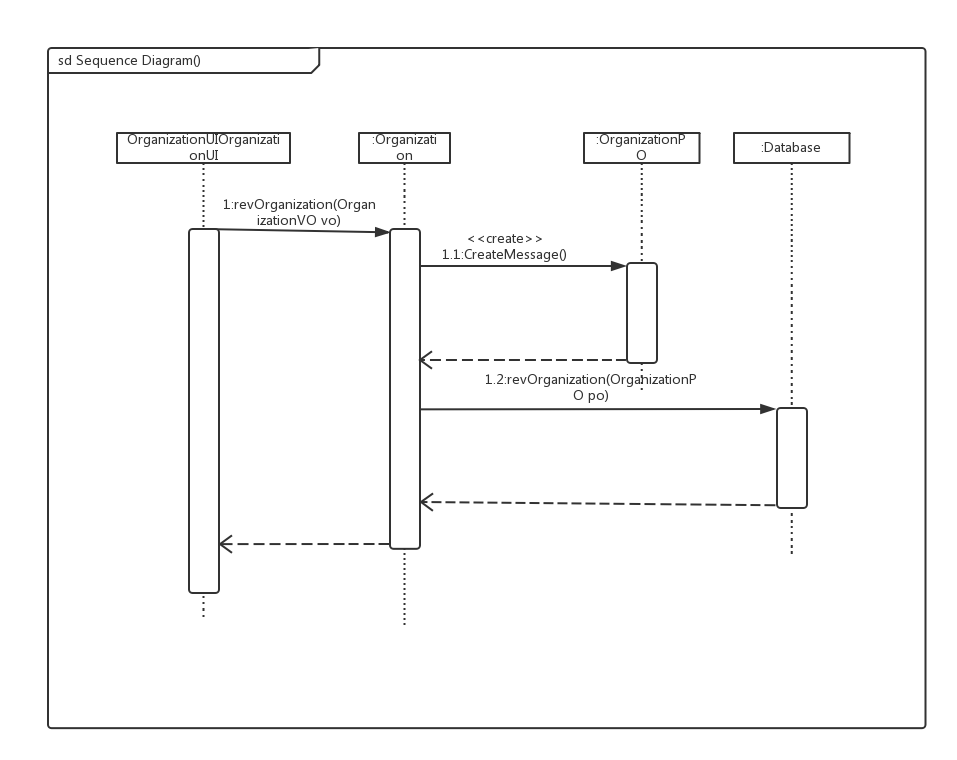 sd Sequence Diagram()
OrganizationUIOrganizati
onUI
:Organizati
on
:OrganizationP
O
:Database
1:revOrganization(Organ
izationVO vo)
<<create>>
1.1:CreateMessage()
1.2:revOrganization(OrganizationP
O po)